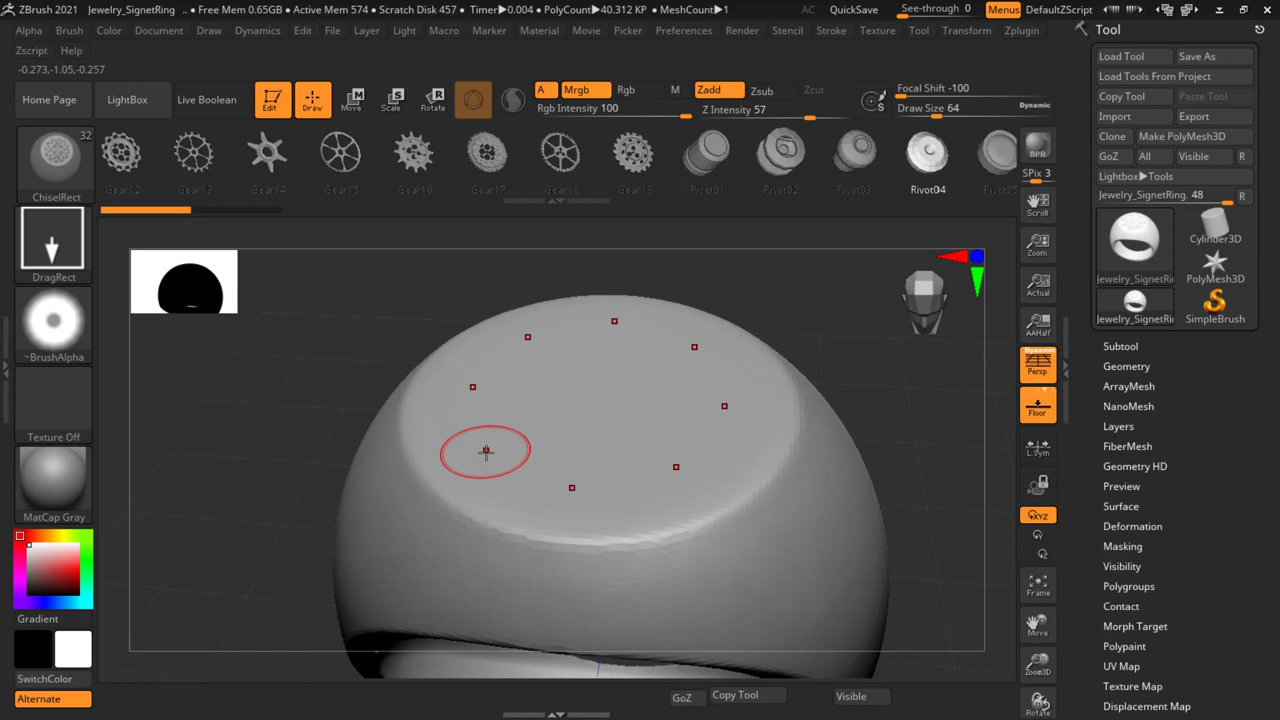 ZBrush 2021 Jewelry_SignetRing .. • Free Mem 0.65GB • Active Mem 574 • Scratch Disk 457 • Timer▶0.004 • PolyCount▶40.312 KP • MeshCount▶1 AC QuickSave See-through 0 Menus DefaultZScript
Alpha Brush Color Document Draw Dynamics Edit File Layer Light Macro Marker Material Movie Picker Preferences Render Stencil Stroke Texture Tool Transform Zplugin
Zscript Help
-0.273,-1.05,-0.257
Home Page LightBox Live Boolean Edit Draw Move Scale Rotate A Mrgb Rgb M Zadd Zsub Zcut Focal Shift -100
Rgb Intensity 100 Z Intensity 57 S Draw Size 64 Dynamic
32
ChiselRect
Gear12 Gear13 Gear14 Gear15 Gear16 Gear17 Gear18 Gear19 Pivot01 Pivot02 Pivot03 Rivot04 Pivot05
DragRect
~BrushAlpha
Texture Off
MatCap Gray
Gradient
SwitchColor
Alternate
BPR
SPix 3
Scroll
Zoom
Actual
AAHalf
Dynamic
Persp
Floor
L.Sym
XYZ
Y
Z
Frame
Move
Zoom3D
Rotate
GoZ Copy Tool Visible
Tool
Load Tool Save As
Load Tools From Project
Copy Tool Paste Tool
Import Export
Clone Make PolyMesh3D
GoZ All Visible R
Lightbox▶Tools
Jewelry_SignetRing. 48 R
Jewelry_SignetRin Cylinder3D
PolyMesh3D
Jewelry_SignetRin SimpleBrush
Subtool
Geometry
ArrayMesh
NanoMesh
Layers
FiberMesh
Geometry HD
Preview
Surface
Deformation
Masking
Visibility
Polygroups
Contact
Morph Target
Polypaint
UV Map
Texture Map
Displacement Map